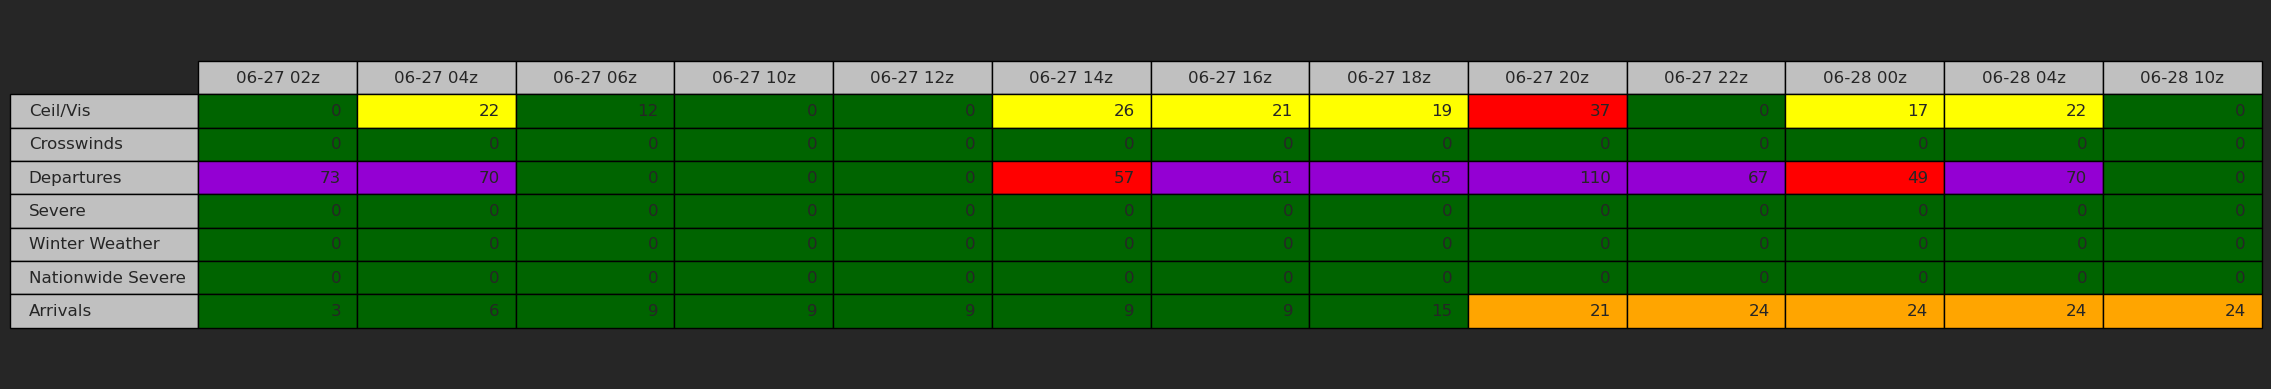 06-27 02z 06-27 04z 06-27 06z 06-27 10z 06-27 12z 06-27 14z 06-27 16z 06-27 18z 06-27 20z 06-27 22z 06-28 00z 06-28 04z 06-28 10z
Ceil/Vis 0 22 12 0 0 26 21 19 37 0 17 22 0
Crosswinds 0 0 0 0 0 0 0 0 0 0 0 0 0
Departures 73 70 0 0 0 57 61 65 110 67 49 70 0
Severe 0 0 0 0 0 0 0 0 0 0 0 0 0
Winter Weather 0 0 0 0 0 0 0 0 0 0 0 0 0
Nationwide Severe 0 0 0 0 0 0 0 0 0 0 0 0 0
Arrivals 3 6 9 9 9 9 9 15 21 24 24 24 24